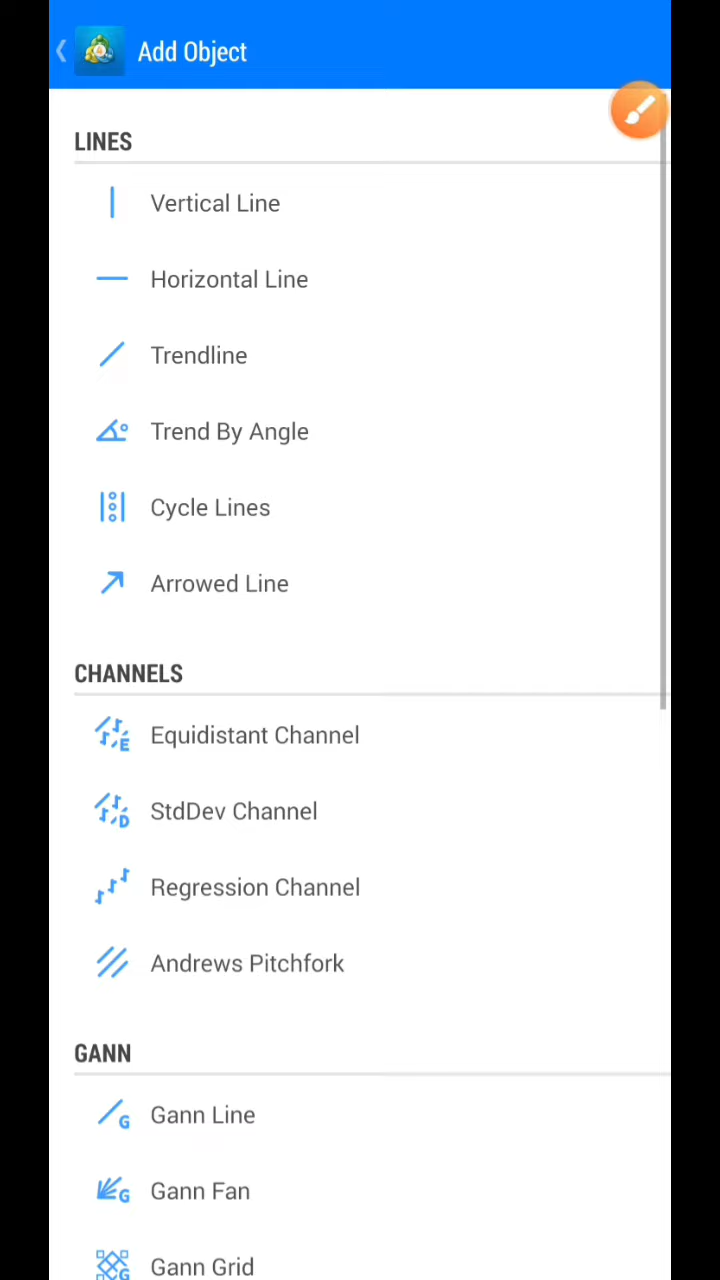 Add Object
LINES
Vertical Line
Horizontal Line
Trendline
Trend By Angle
Cycle Lines
Arrowed Line
CHANNELS
Equidistant Channel
StdDev Channel
Regression Channel
Andrews Pitchfork
GANN
Gann Line
Gann Fan
Gann Grid